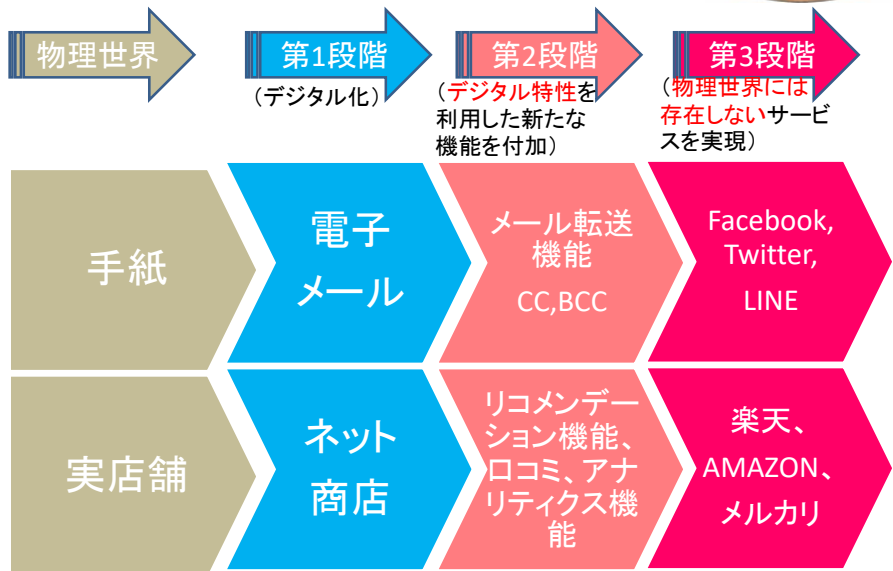 物理世界
第1段階
第2段階
第3段階
（デジタル化）
（デジタル特性を
利用した新たな
機能を付加）
（物理世界には
存在しないサービ
スを実現）
手紙
電子
メール
メール転送
機能
CC,BCC
Facebook,
Twitter,
LINE
実店舗
ネット
商店
リコメンデー
ション機能、
口コミ、アナ
リティクス機
能
楽天、
AMAZON、
メルカリ